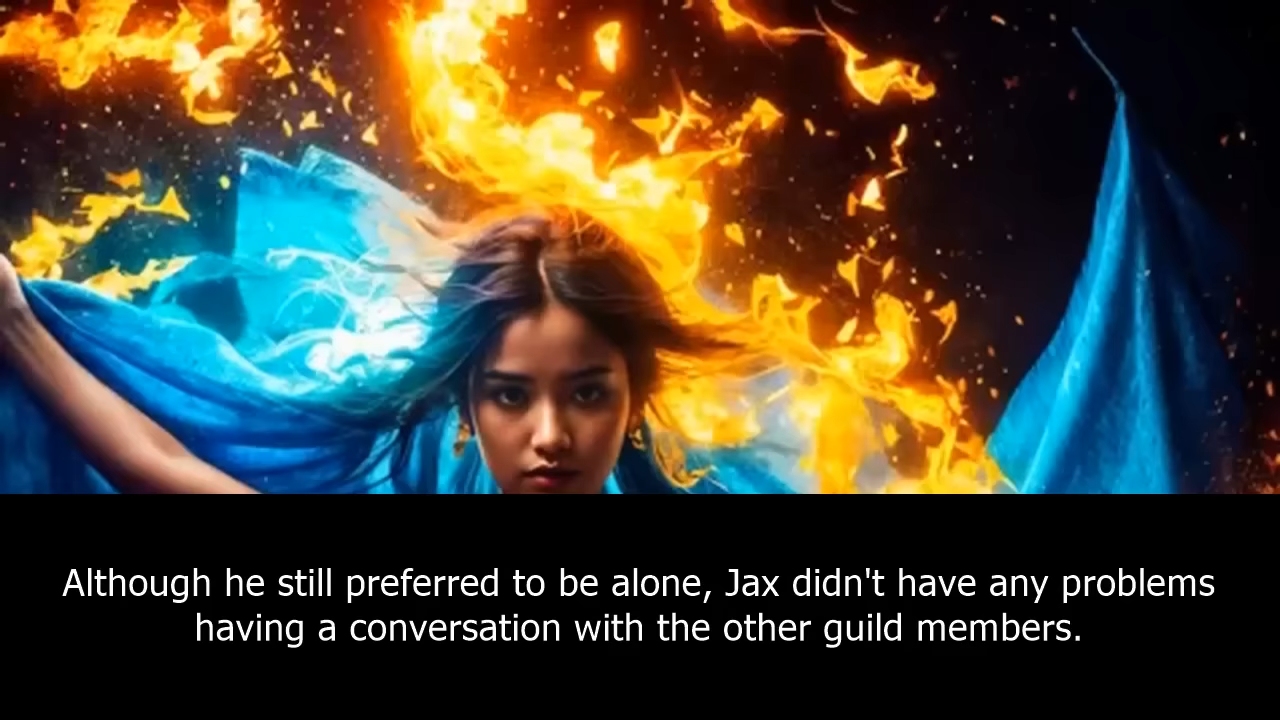 Although he still preferred to be alone, Jax didn't have any problems
having a conversation with the other guild members.